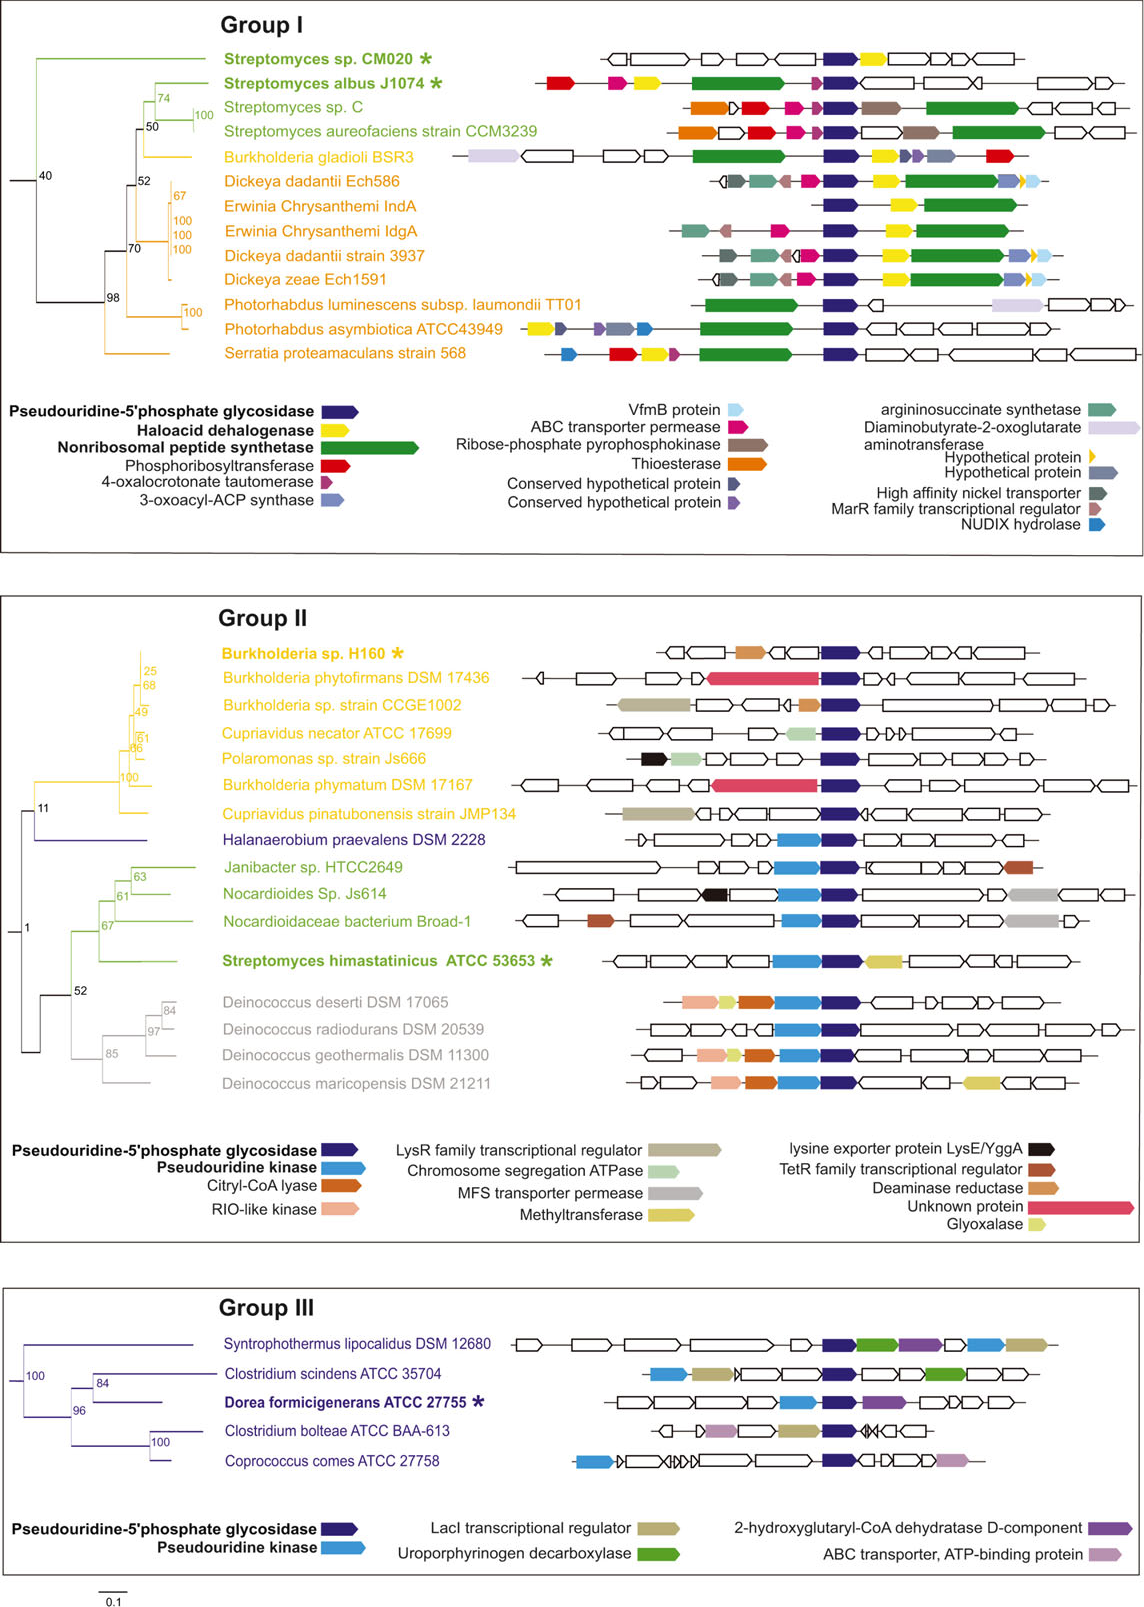 Group I
Streptomyces sp. CM020 *
Streptomyces albus J1074 *
74
Streptomyces sp. C
100
50
Streptomyces aureofaciens strain CCM3239
Burkholderia gladioli BSR3
40
52
Dickeya dadantii Ech586
67
Erwinia Chrysanthemi IndA
100
Erwinia Chrysanthemi IdgA
100
70
100
Dickeya dadantii strain 3937
Dickeya zeae Ech1591
98
Photorhabdus luminescens subsp. laumondii TT01
100
Photorhabdus asymbiotica ATCC43949
Serratia proteamaculans strain 568
Pseudouridine-5'phosphate glycosidase
Haloacid dehalogenase
Nonribosomal peptide synthetase
Phosphoribosyltransferase
4-oxalocrotonate tautomerase
3-oxoacyl-ACP synthase
VfmB protein
ABC transporter permease
Ribose-phosphate pyrophosphokinase
Thioesterase
Conserved hypothetical protein
Conserved hypothetical protein
argininosuccinate synthetase
Diaminobutyrate-2-oxoglutarate
aminotransferase
Hypothetical protein
Hypothetical protein
High affinity nickel transporter
MarR family transcriptional regulator
NUDIX hydrolase
Group II
Burkholderia sp. H160 *
25
Burkholderia phytofirmans DSM 17436
68
Burkholderia sp. strain CCGE1002
49
Cupriavidus necator ATCC 17699
61
66
Polaromonas sp. strain Js666
100
Burkholderia phymatum DSM 17167
11
Cupriavidus pinatubonensis strain JMP134
Halanaerobium praevalens DSM 2228
Janibacter sp. HTCC2649
63
Nocardioides Sp. Js614
61
Nocardioidaceae bacterium Broad-1
67
1
Streptomyces himastatinicus ATCC 53653 *
52
Deinococcus deserti DSM 17065
84
Deinococcus radiodurans DSM 20539
97
Deinococcus geothermalis DSM 11300
85
Deinococcus maricopensis DSM 21211
Pseudouridine-5'phosphate glycosidase
Pseudouridine kinase
Citryl-CoA lyase
RIO-like kinase
LysR family transcriptional regulator
Chromosome segregation ATPase
MFS transporter permease
Methyltransferase
lysine exporter protein LysE/YggA
TetR family transcriptional regulator
Deaminase reductase
Unknown protein
Glyoxalase
Group III
Syntrophothermus lipocalidus DSM 12680
100
Clostridium scindens ATCC 35704
84
Dorea formicigenerans ATCC 27755 *
96
Clostridium bolteae ATCC BAA-613
100
Coprococcus comes ATCC 27758
Pseudouridine-5'phosphate glycosidase
Pseudouridine kinase
LacI transcriptional regulator
Uroporphyrinogen decarboxylase
2-hydroxyglutaryl-CoA dehydratase D-component
ABC transporter, ATP-binding protein
0.1